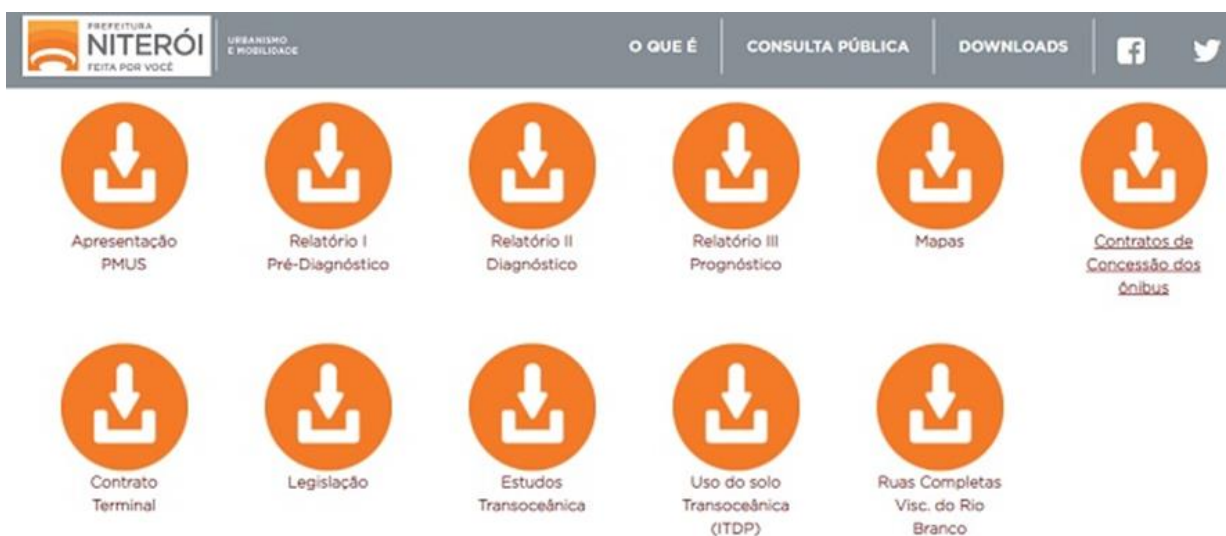 PREFEITURA
NITERÓI
FEITA POR VOCÊ
URBANISMO
E MOBILIDADE
O QUE É
CONSULTA PÚBLICA
DOWNLOADS
Apresentação
PMUS
Relatório I
Pré-Diagnóstico
Relatório II
Diagnóstico
Relatório III
Prognóstico
Mapas
Contratos de
Concessão dos
ônibus
Contrato
Terminal
Legislação
Estudos
Transoceânica
Uso do solo
Transoceânica
(ITDP)
Ruas Completas
Visc. do Rio
Branco